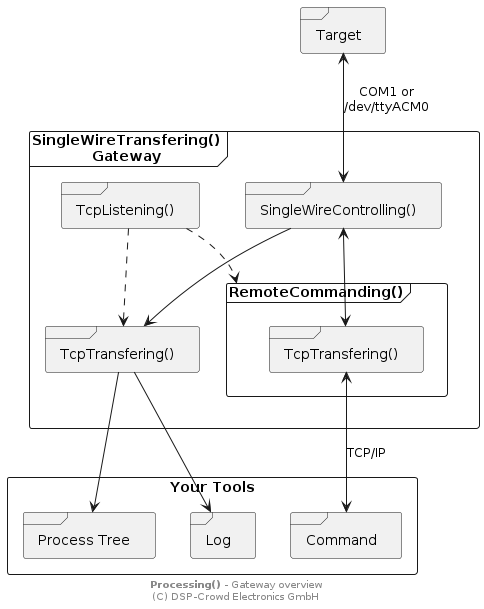 Target
COM1 or
/dev/ttyACM0
SingleWireTransfering()
Gateway
TcpListening()
SingleWireControlling()
RemoteCommanding()
TcpTransfering()
TcpTransfering()
TCP/IP
Your Tools
Process Tree
Log
Command
Processing() - Gateway overview
(C) DSP-Crowd Electronics GmbH